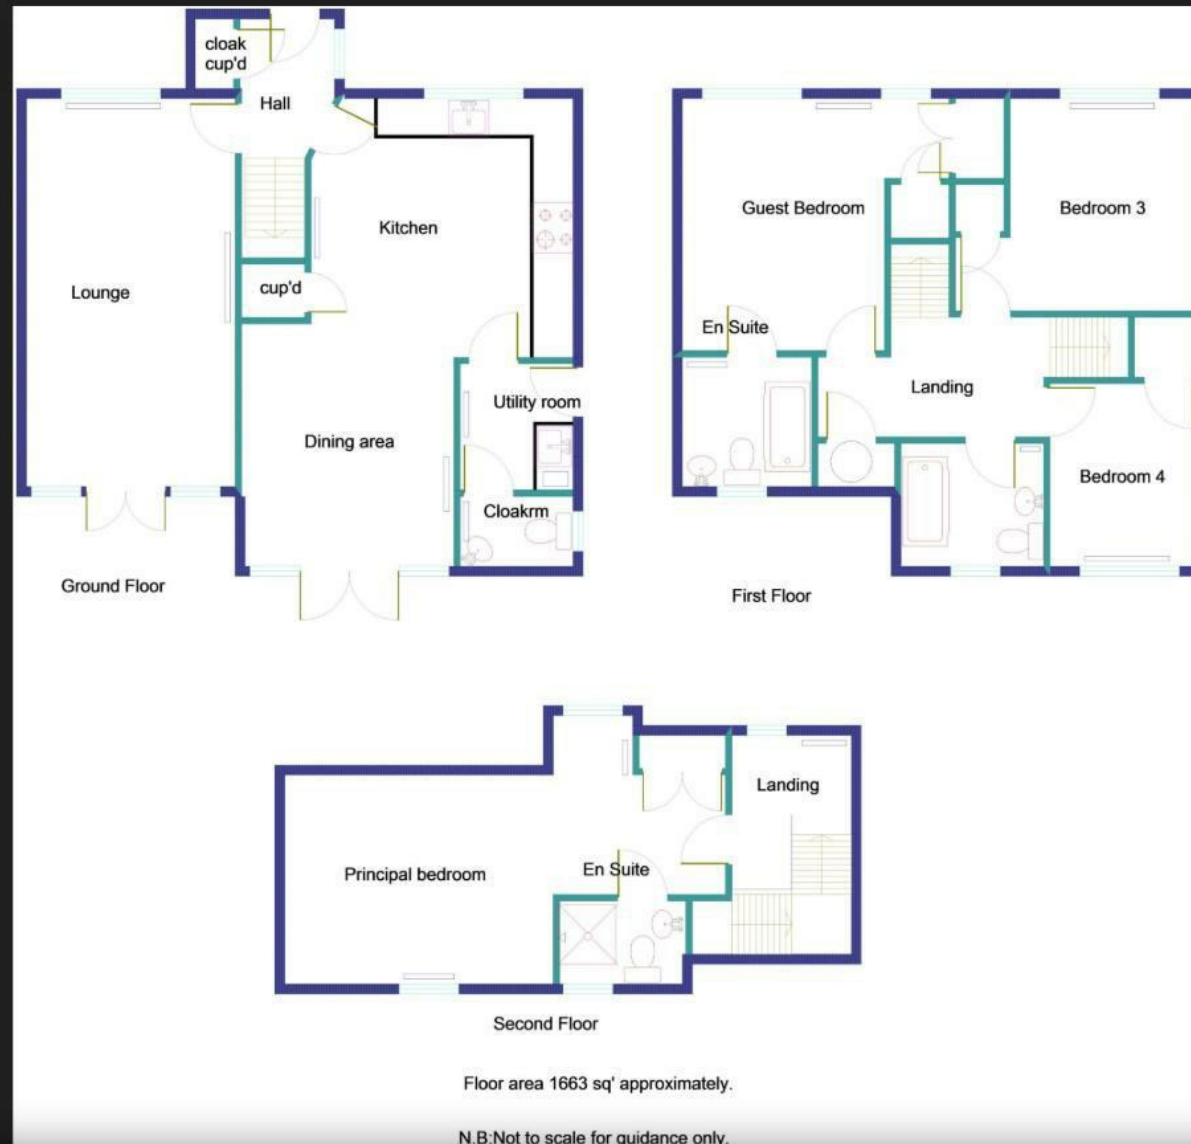 cloak
cup'd
Hall
Kitchen
Lounge
cup'd
Utility room
Dining area
Cloakrm
Ground Floor
Guest Bedroom
Bedroom 3
En Suite
Landing
Bedroom 4
First Floor
Landing
Principal bedroom
En Suite
Second Floor
Floor area 1663 sq' approximately.
N.B:Not to scale for guidance only.